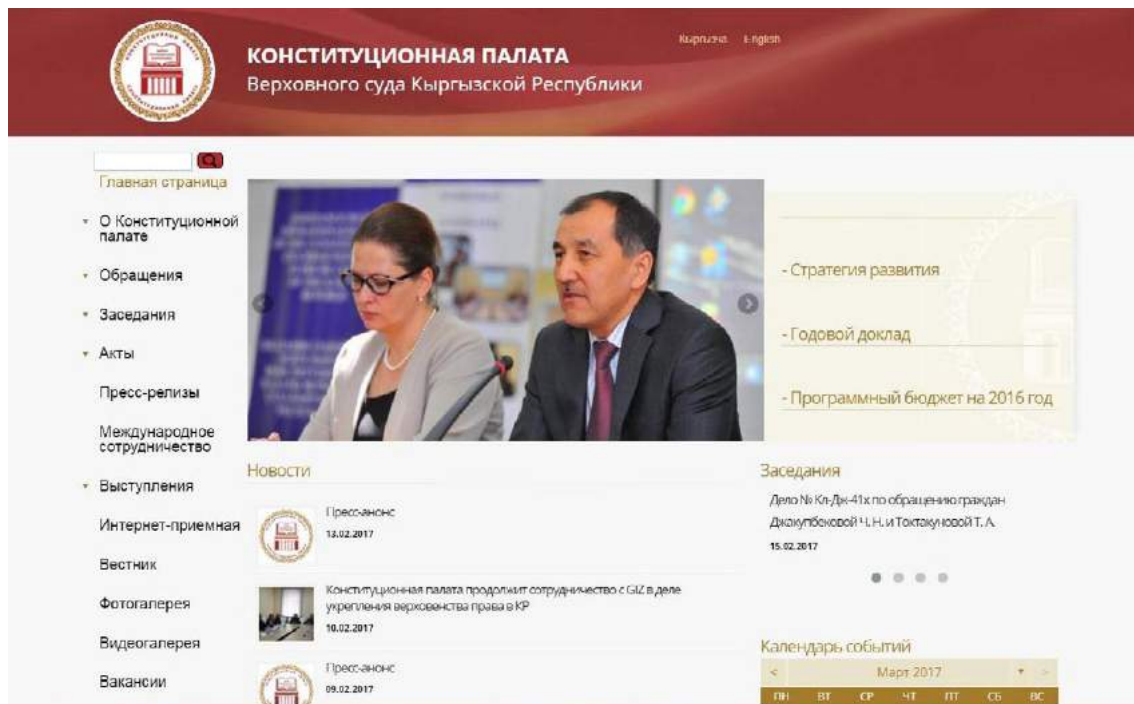 Кыргызча English
КОНСТИТУЦИОННАЯ ПАЛАТА
Верховного суда Кыргызской Республики
Главная страница
О Конституционной
палате
Обращения
Заседания
Акты
Пресс-релизы
Международное
сотрудничество
Выступления
Интернет-приемная
Вестник
Фотогалерея
Видеогалерея
Вакансии
- Стратегия развития
- Годовой доклад
- Программный бюджет на 2016 год
Новости
Пресс-анонс
13.02.2017
Конституционная палата продолжит сотрудничество с GIZ в деле
укрепления верховенства права в КР
10.02.2017
Пресс-анонс
09.02.2017
Заседания
Дело № Кл-Дж-41х по обращению граждан
Джакупбековой Ч. Н. и Токтакуновой Т. А.
15.02.2017
Календарь событий
< Март 2017 >
ПН ВТ СР ЧТ ПТ СБ ВС